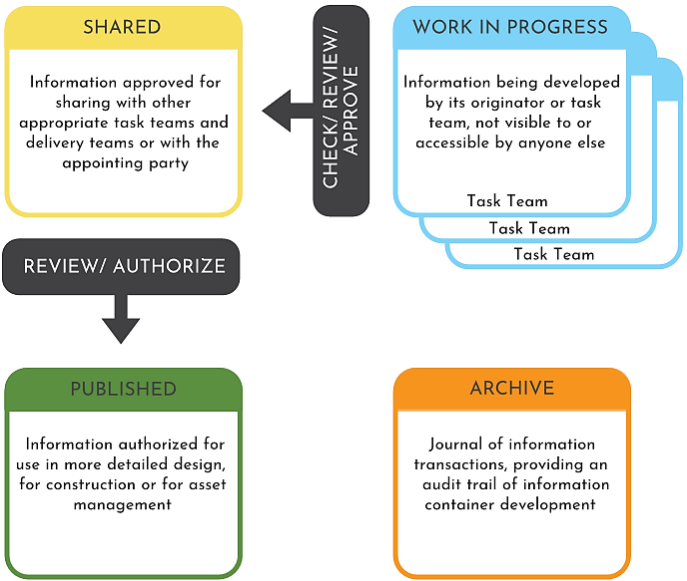 SHARED
Information approved for
sharing with other
appropriate task teams and
delivery teams or with the
appointing party
CHECK/ REVIEW/
APPROVE
WORK IN PROGRESS
Information being developed
by its originator or task
team, not visible to or
accessible by anyone else
Task Team
Task Team
Task Team
REVIEW/ AUTHORIZE
PUBLISHED
Information authorized for
use in more detailed design,
for construction or for asset
management
ARCHIVE
Journal of information
transactions, providing an
audit trail of information
container development